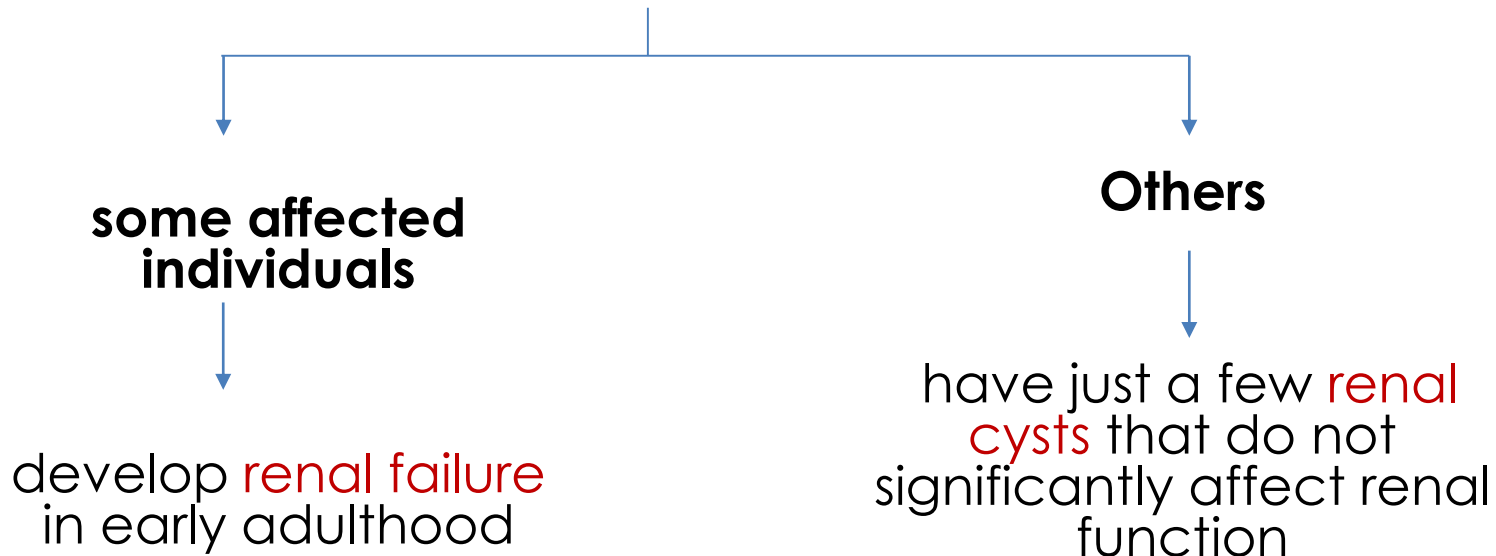 some affected
individuals
develop renal failure
in early adulthood
Others
have just a few renal
cysts that do not
significantly affect renal
function